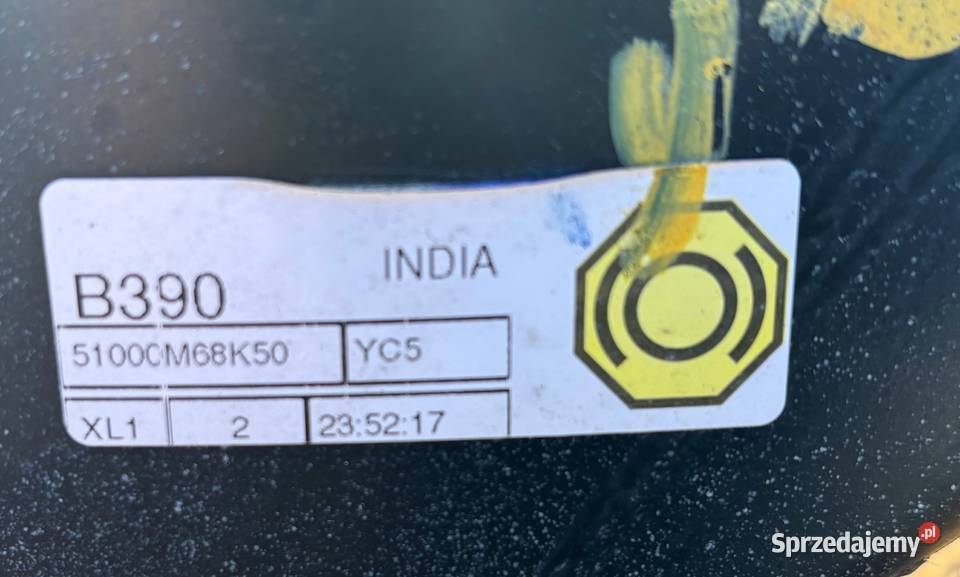 INDIA
B390
51000M68K50 YC5
XL1 2 23:52:17
Sprzedajemy.pl